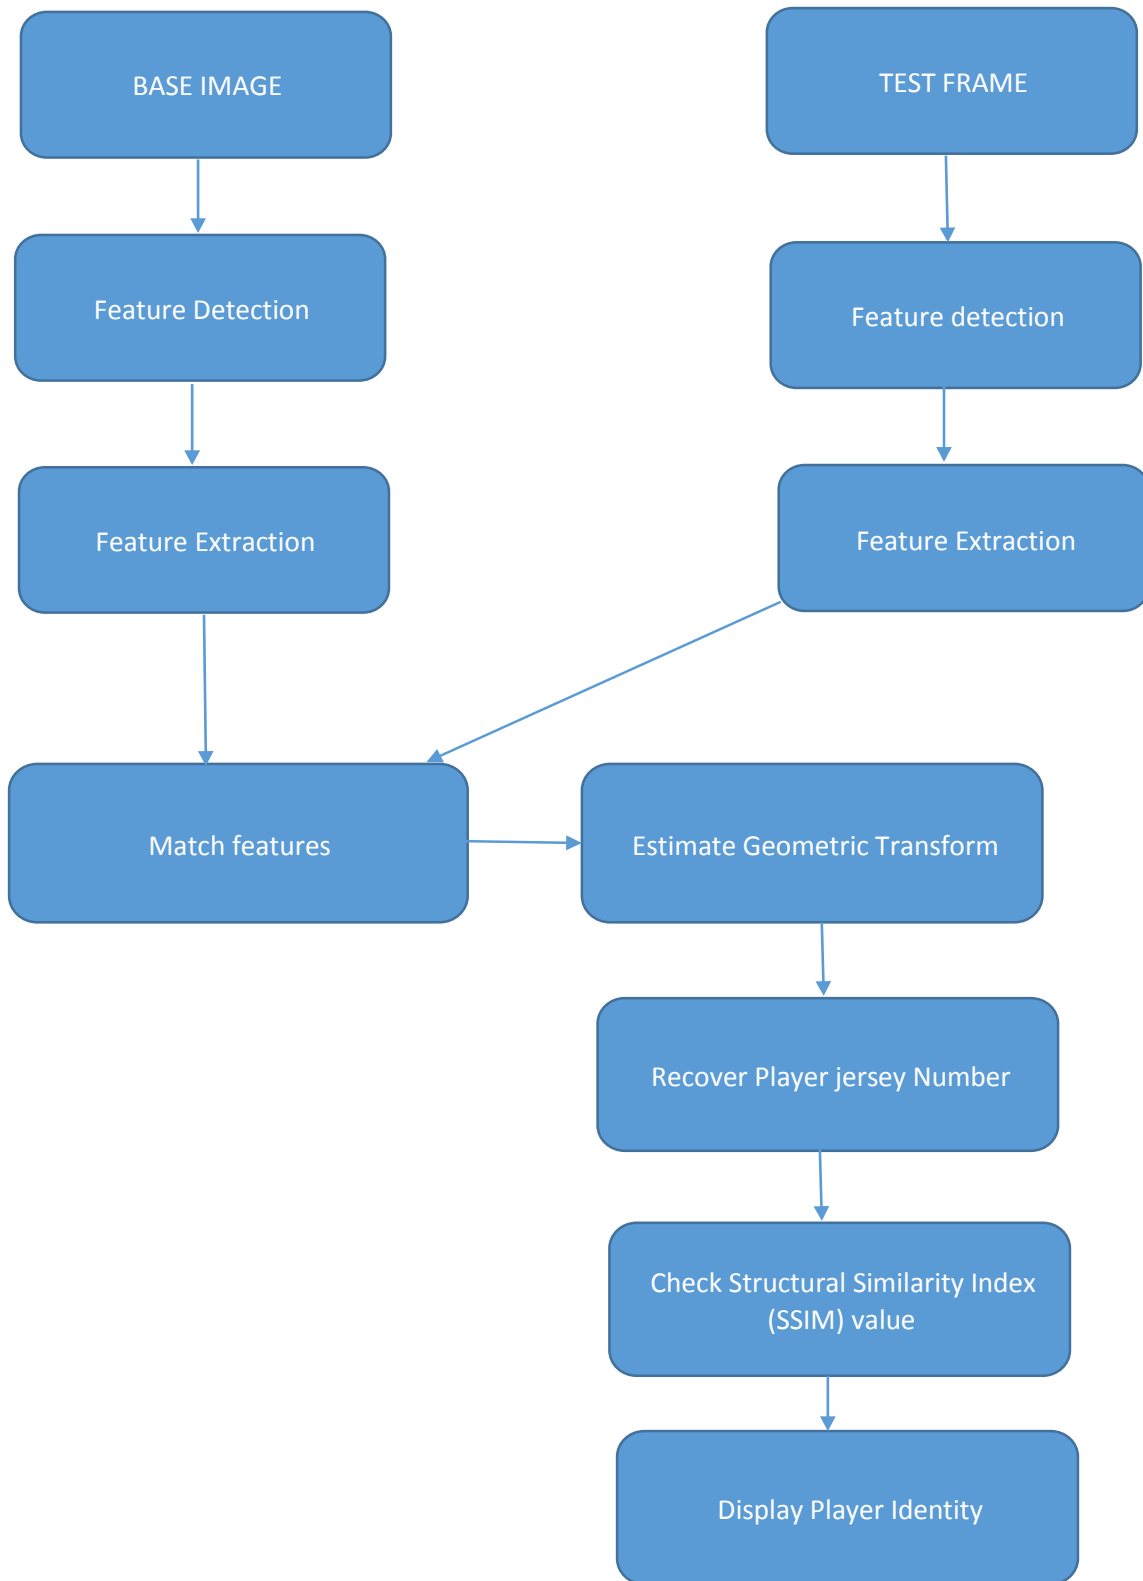 BASE IMAGE
TEST FRAME
Feature Detection
Feature detection
Feature Extraction
Feature Extraction
Match features
Estimate Geometric Transform
Recover Player jersey Number
Check Structural Similarity Index
(SSIM) value
Display Player Identity